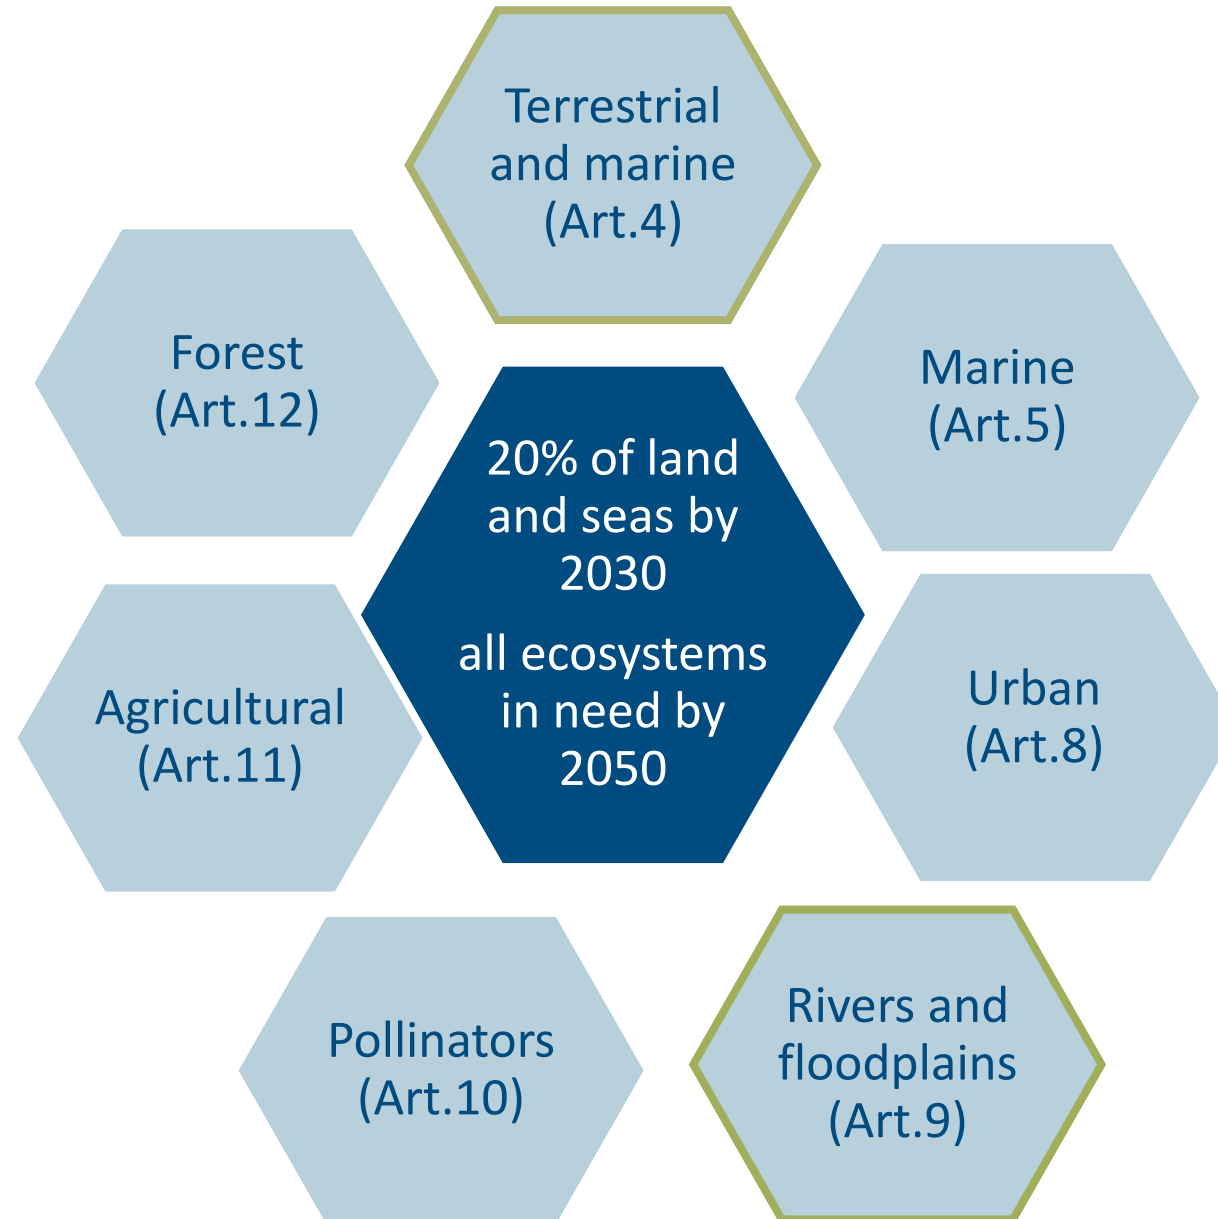 Terrestrial
and marine
(Art.4)
Forest
(Art.12)
Marine
(Art.5)
20% of land
and seas by
2030
all ecosystems
in need by
2050
Agricultural
(Art.11)
Urban
(Art.8)
Pollinators
(Art.10)
Rivers and
floodplains
(Art.9)